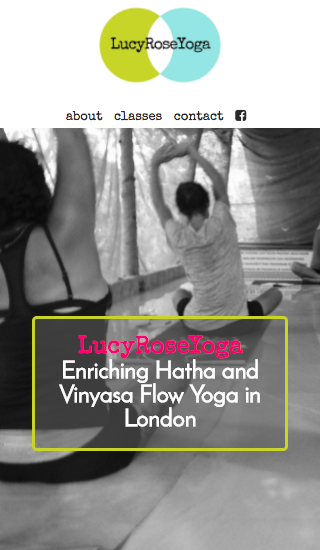 LucyRoseYoga
about classes contact
LucyRoseYoga
Enriching Hatha and
Vinyasa Flow Yoga in
London